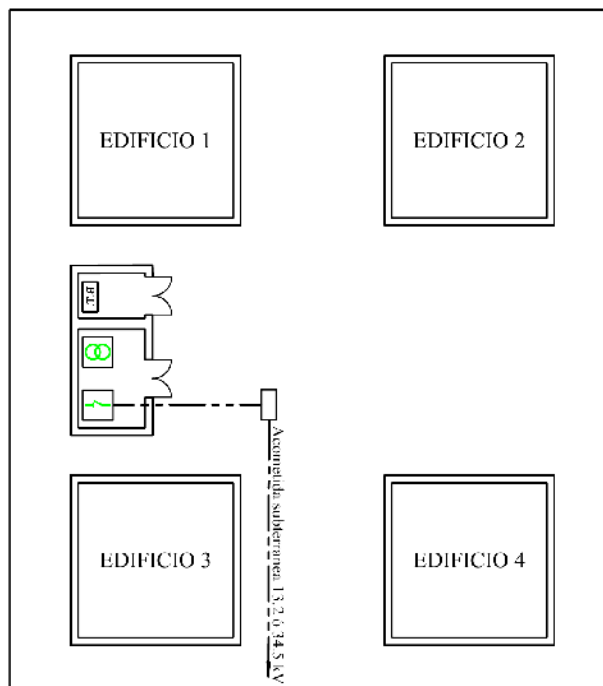 EDIFICIO 1
EDIFICIO 2
B.T.
Acometida subterranea 13,2 ó 34.5 kV
EDIFICIO 3
EDIFICIO 4